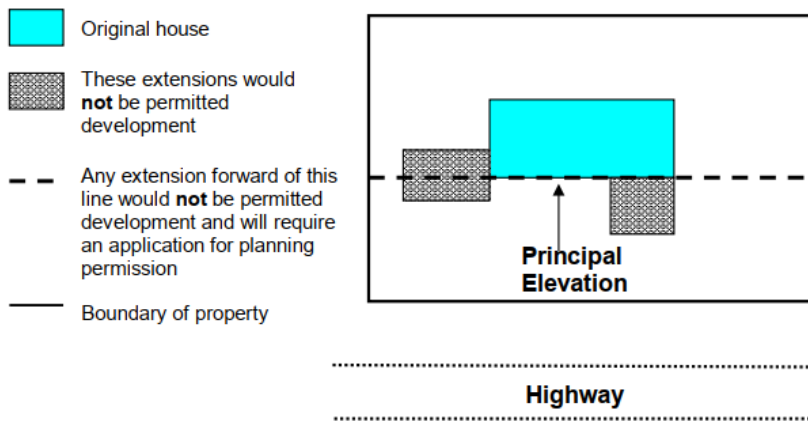 Original house
These extensions would
not be permitted
development
Any extension forward of this
line would not be permitted
development and will require
an application for planning
permission
Boundary of property
Principal
Elevation
Highway